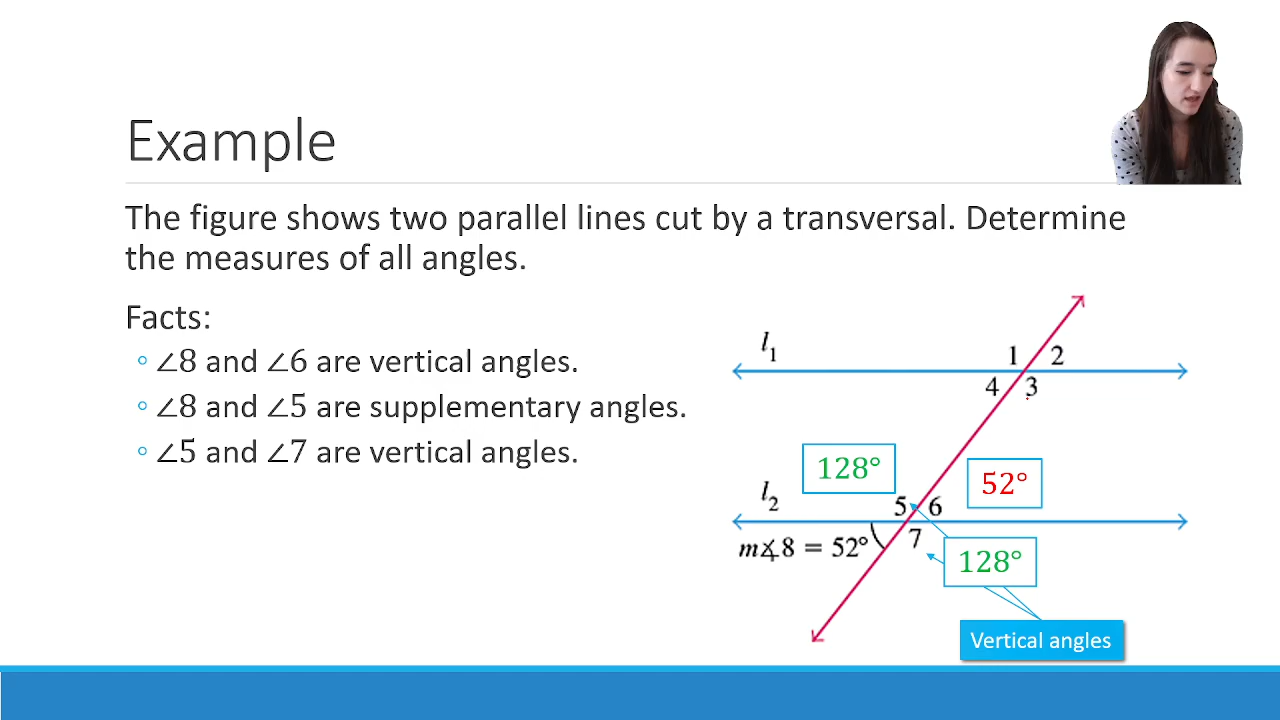 Example
The figure shows two parallel lines cut by a transversal. Determine
the measures of all angles.
Facts:
∠8 and ∠6 are vertical angles.
∠8 and ∠5 are supplementary angles.
∠5 and ∠7 are vertical angles.
l₁
1 2
4 3
128°
52°
l₂
5 6
m∡8 = 52°
7
128°
Vertical angles